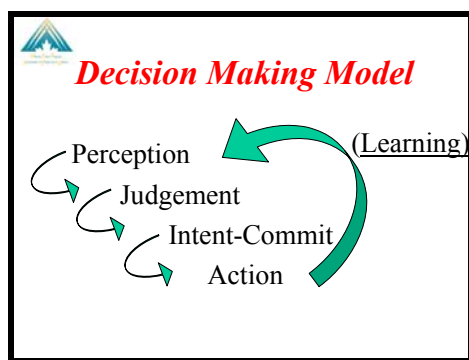 Decision Making Model
(Learning)
Perception
Judgement
Intent-Commit
Action